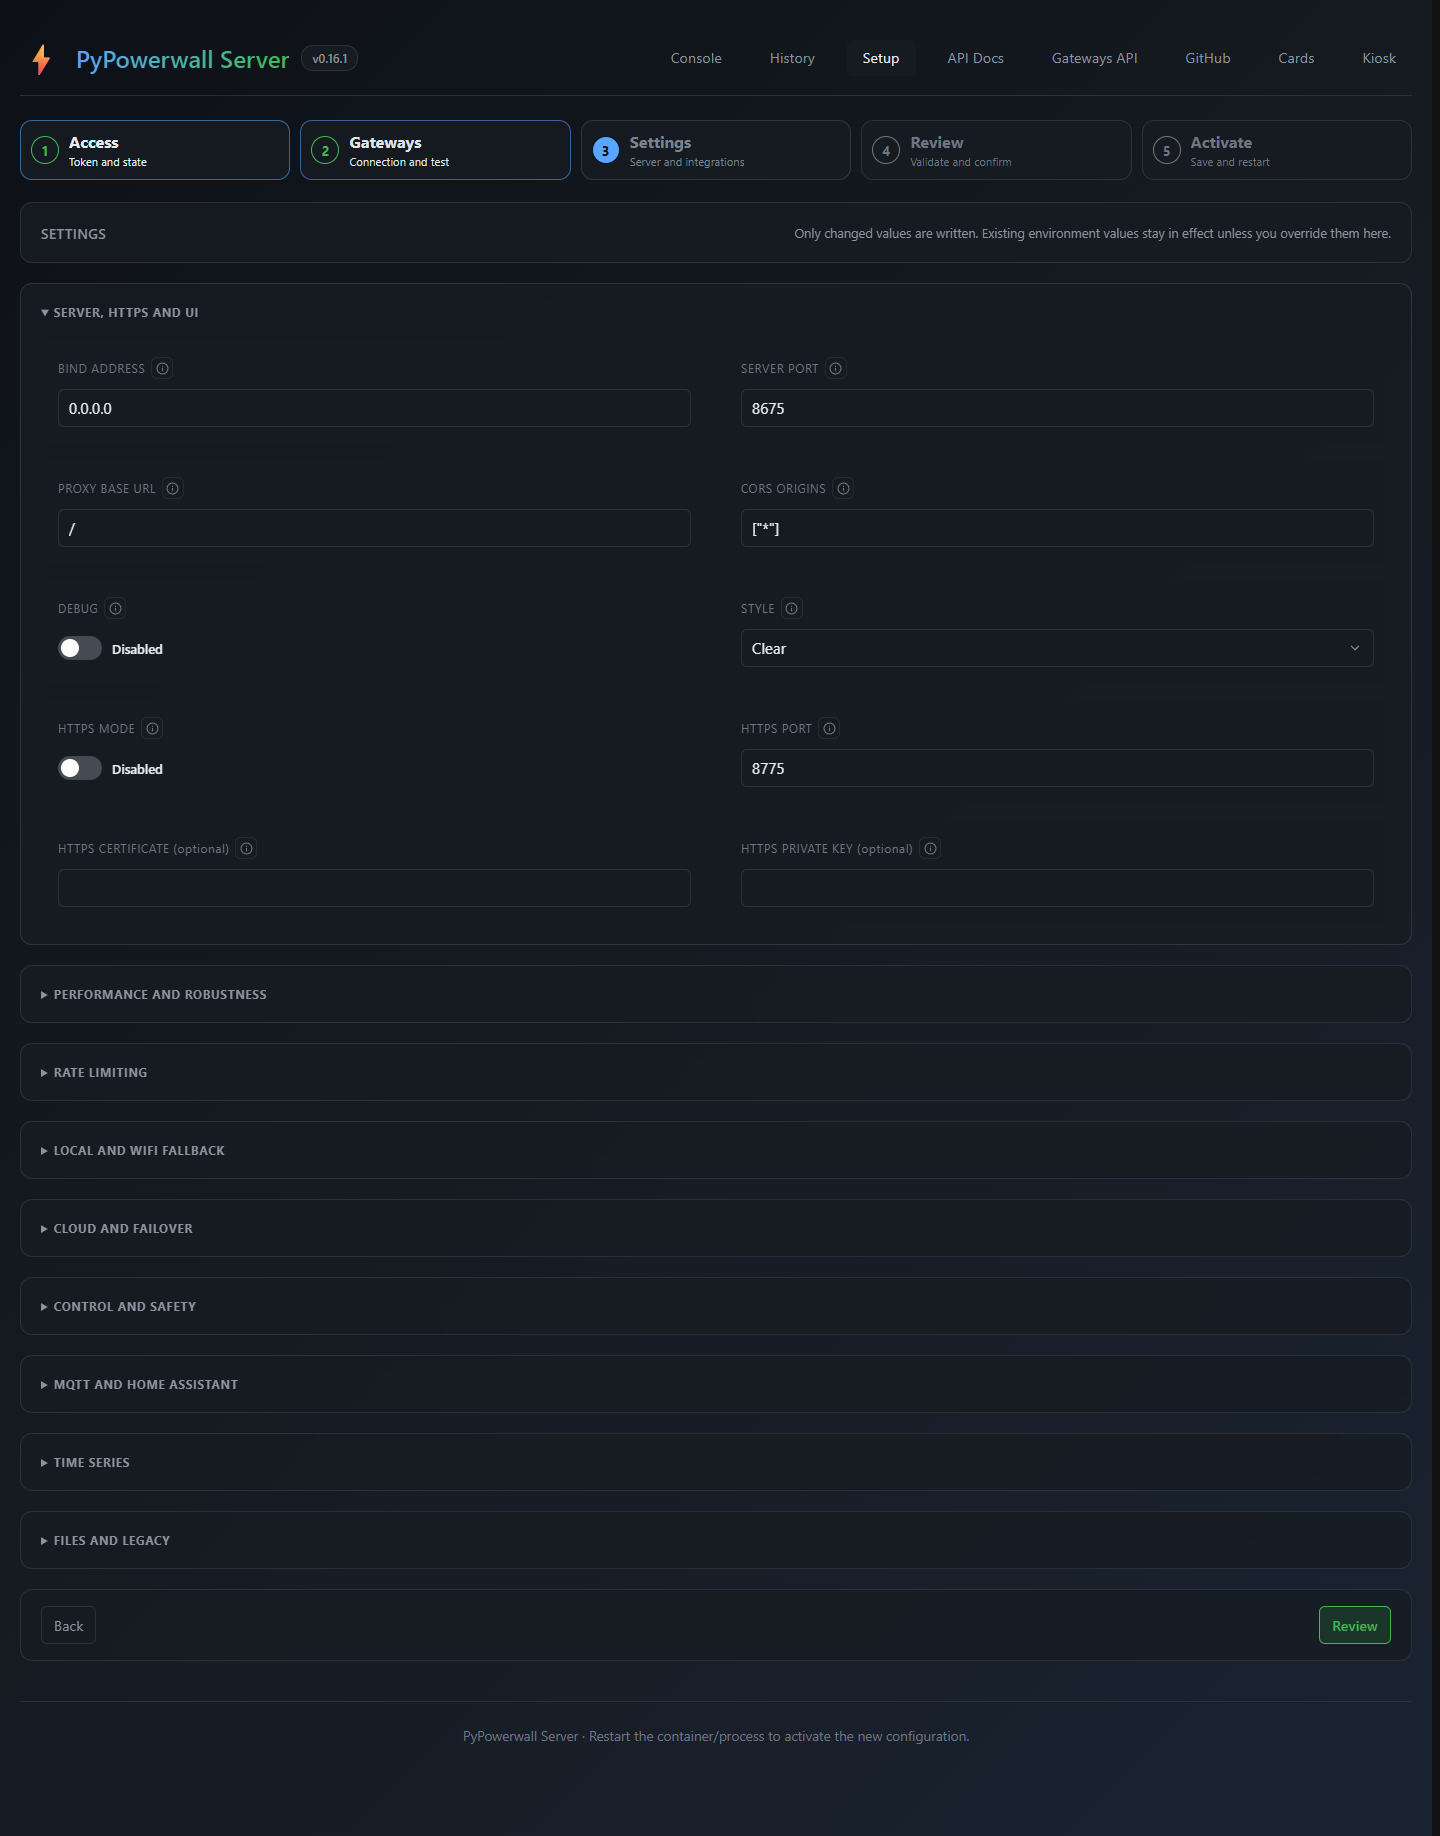 PyPowerwall Server v0.16.1
Console History Setup API Docs Gateways API GitHub Cards Kiosk
1 Access
Token and state
2 Gateways
Connection and test
3 Settings
Server and integrations
4 Review
Validate and confirm
5 Activate
Save and restart
SETTINGS
Only changed values are written. Existing environment values stay in effect unless you override them here.
SERVER, HTTPS AND UI
BIND ADDRESS
0.0.0.0
SERVER PORT
8675
PROXY BASE URL
/
CORS ORIGINS
["*"]
DEBUG
Disabled
STYLE
Clear
HTTPS MODE
Disabled
HTTPS PORT
8775
HTTPS CERTIFICATE (optional)
HTTPS PRIVATE KEY (optional)
PERFORMANCE AND ROBUSTNESS
RATE LIMITING
LOCAL AND WIFI FALLBACK
CLOUD AND FAILOVER
CONTROL AND SAFETY
MQTT AND HOME ASSISTANT
TIME SERIES
FILES AND LEGACY
Back
Review
PyPowerwall Server · Restart the container/process to activate the new configuration.